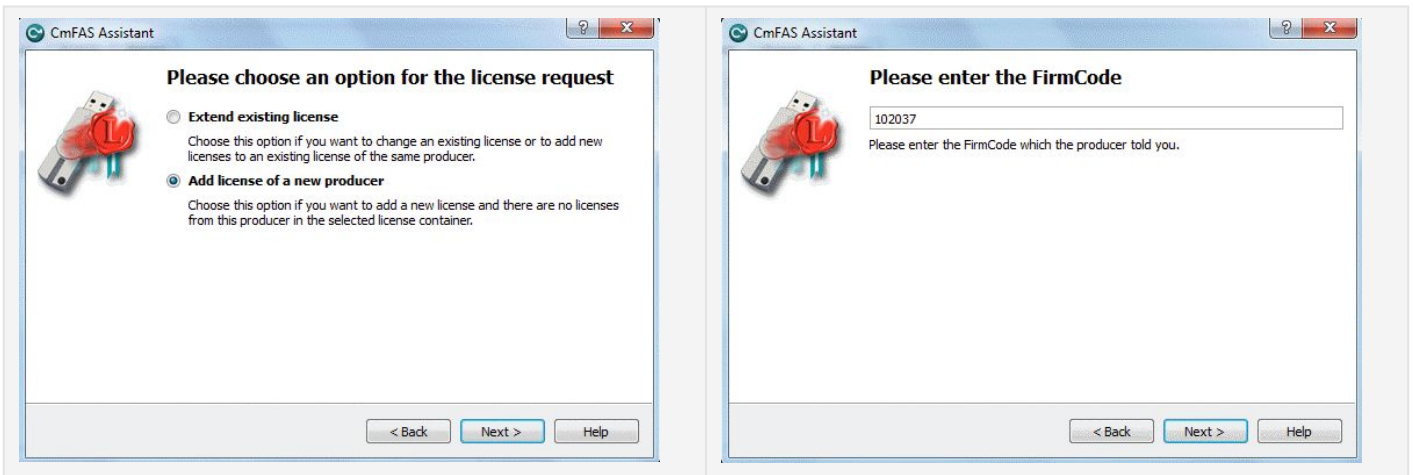 CmFAS Assistant
Please choose an option for the license request
Extend existing license
Choose this option if you want to change an existing license or to add new
licenses to an existing license of the same producer.
Add license of a new producer
Choose this option if you want to add a new license and there are no licenses
from this producer in the selected license container.
< Back
Next >
Help
CmFAS Assistant
Please enter the FirmCode
102037
Please enter the FirmCode which the producer told you.
< Back
Next >
Help